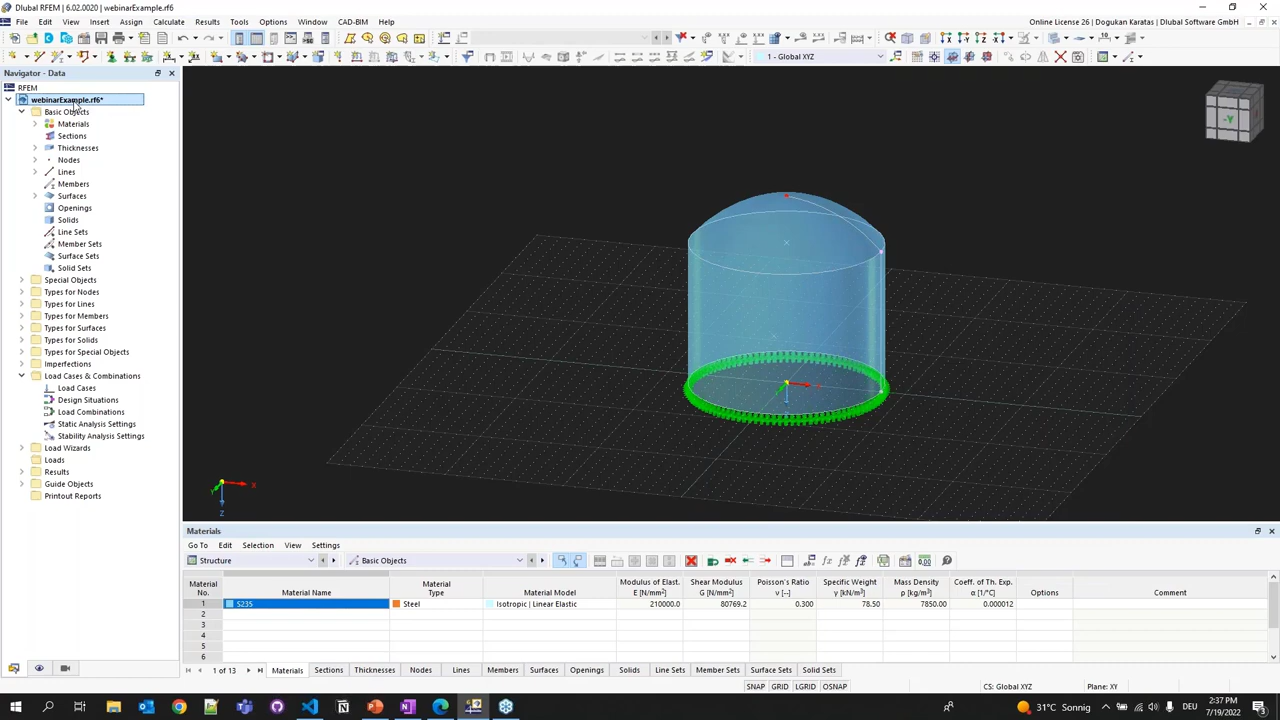 Dlubal RFEM | 6.02.0020 | webinarExample.rf6
File Edit View Insert Assign Calculate Results Tools Options Window CAD-BIM Help
Online License 26 | Dogukan Karatas | Dlubal Software GmbH
1 - Global XYZ
Navigator - Data
RFEM
webinarExample.rf6*
Basic Objects
Materials
Sections
Thicknesses
Nodes
Lines
Members
Surfaces
Openings
Solids
Line Sets
Member Sets
Surface Sets
Solid Sets
Special Objects
Types for Nodes
Types for Lines
Types for Members
Types for Surfaces
Types for Solids
Types for Special Objects
Imperfections
Load Cases & Combinations
Load Cases
Design Situations
Load Combinations
Static Analysis Settings
Stability Analysis Settings
Load Wizards
Loads
Results
Guide Objects
Printout Reports
-Y
X
Y
Z
Materials
Go To Edit Selection View Settings
Structure Basic Objects
Material No. Material Name Material Type Material Model Modulus of Elast. E [N/mm²] Shear Modulus G [N/mm²] Poisson's Ratio ν [--] Specific Weight γ [kN/m³] Mass Density ρ [kg/m³] Coeff. of Th. Exp. α [1/°C] Options Comment
1 S235 Steel Isotropic | Linear Elastic 210000.0 80769.2 0.300 78.50 7850.00 0.000012
2
3
4
5
6
1 of 13 Materials Sections Thicknesses Nodes Lines Members Surfaces Openings Solids Line Sets Member Sets Surface Sets Solid Sets
SNAP GRID LGRID OSNAP CS: Global XYZ Plane: XY
31°C Sonnig DEU 2:37 PM
7/19/2022